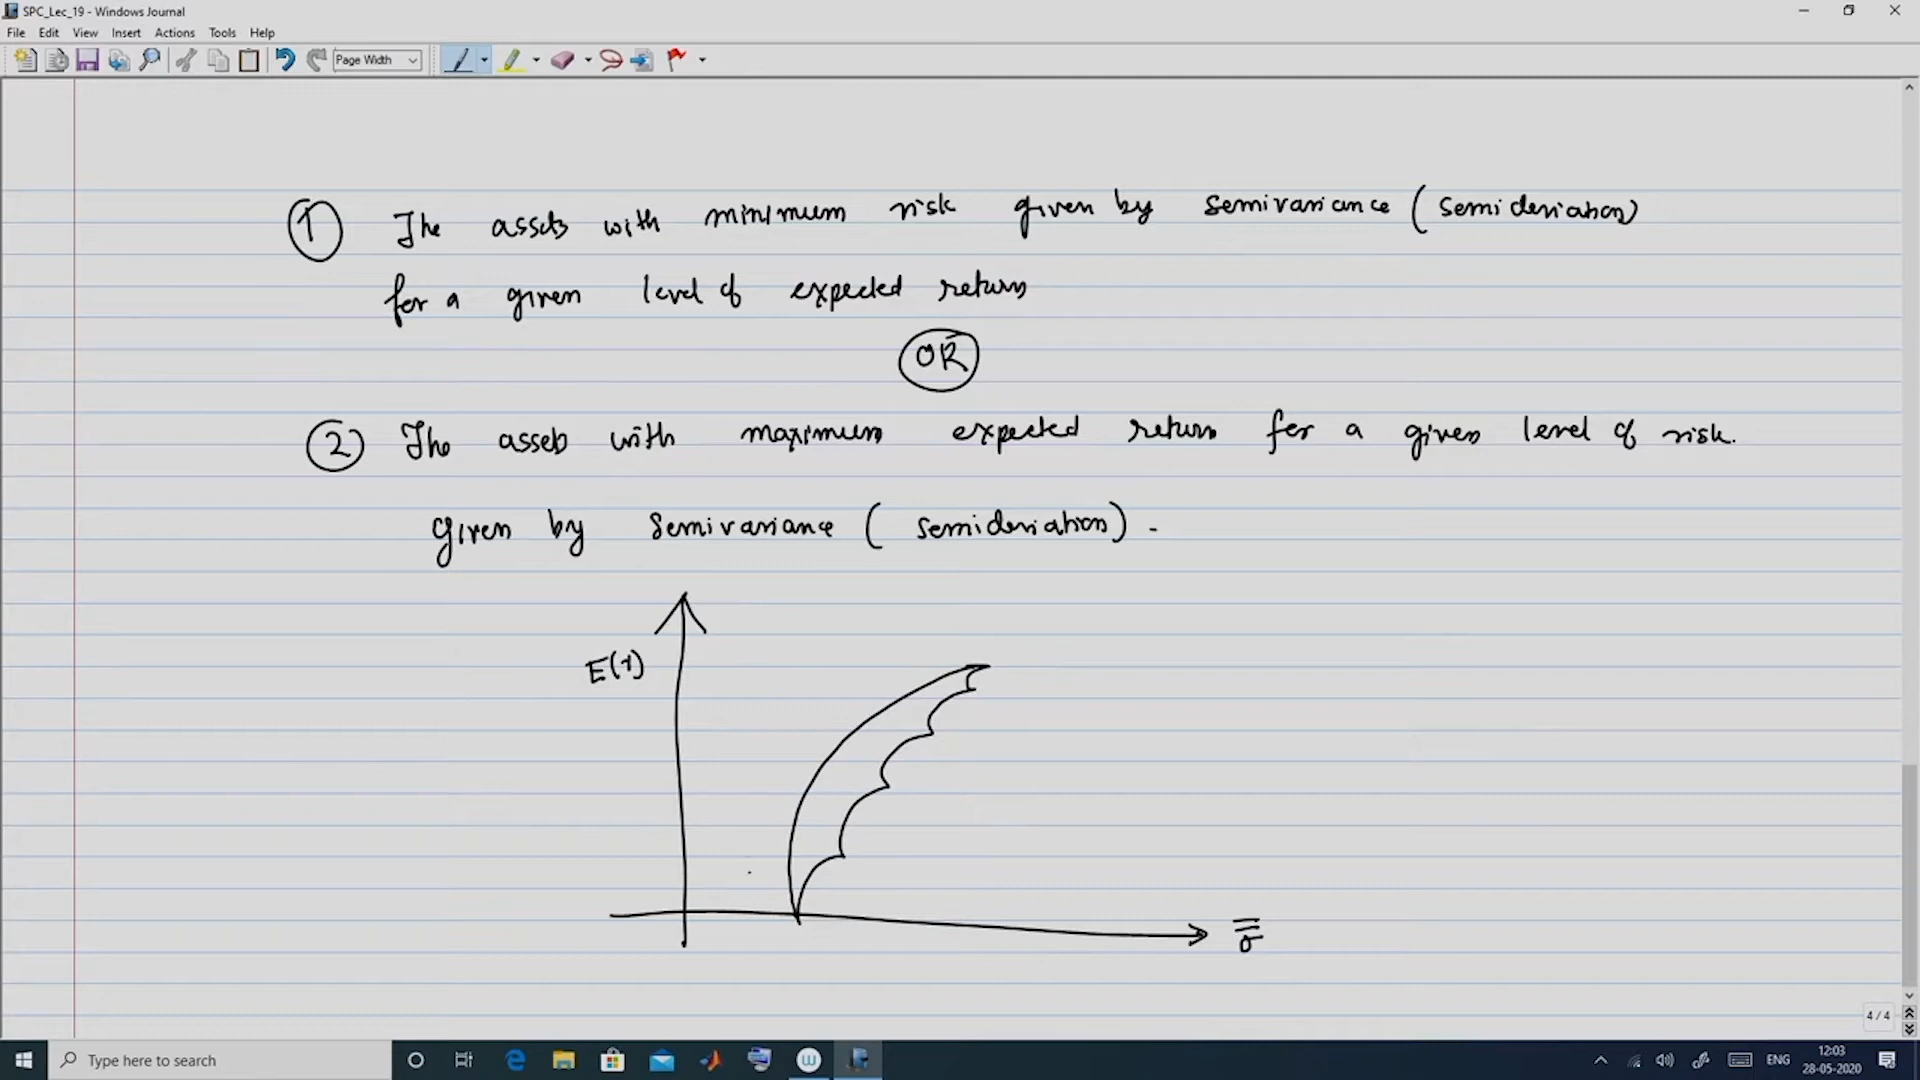 SPC_Lec_19 - Windows Journal
File Edit View Insert Actions Tools Help
Page Width
① The assets with minimum risk given by semivariance (semideviation)
for a given level of expected return
OR
② The assets with maximum expected return for a given level of risk.
given by semivariance (semideviation).
E(r)
σ̿
4 / 4
Type here to search
ENG
12:03
28-05-2020